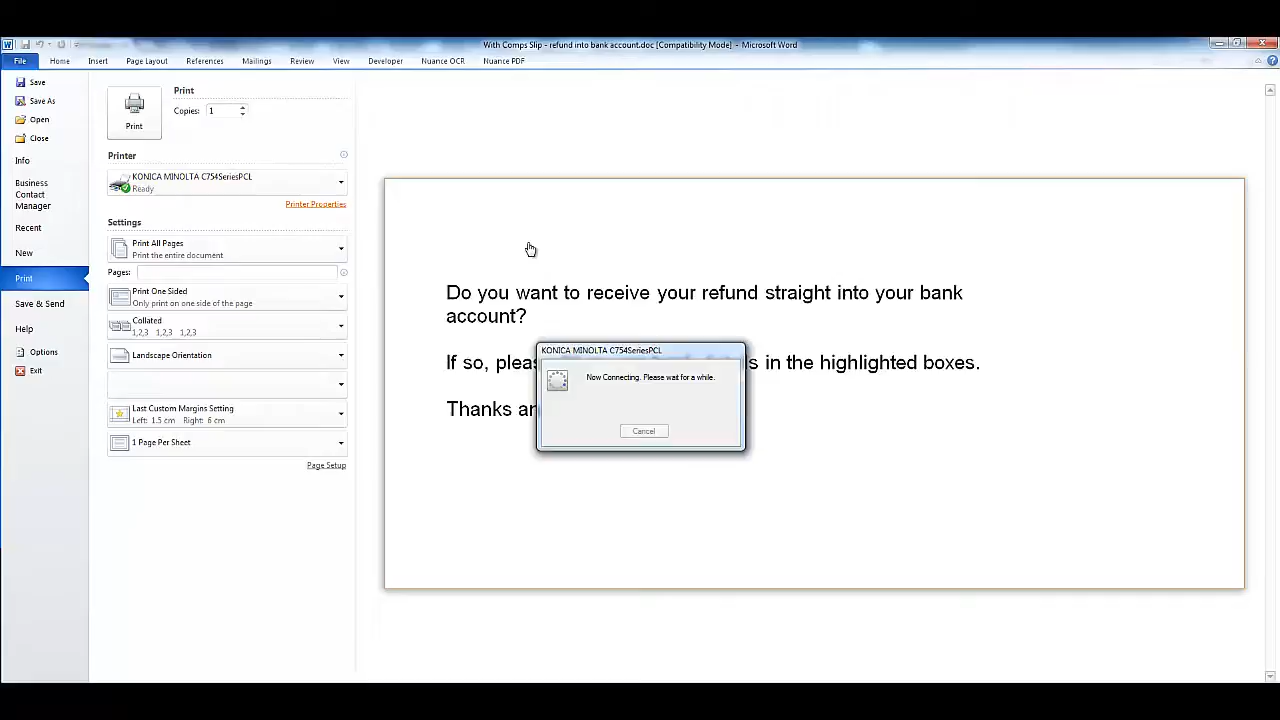 With Comps Slip - refund into bank account.doc [Compatibility Mode] - Microsoft Word
File Home Insert Page Layout References Mailings Review View Developer Nuance OCR Nuance PDF
Save
Save As
Open
Close
Info
Business
Contact
Manager
Recent
New
Print
Save & Send
Help
Options
Exit
Print
Print
Copies: 1
Printer
KONICA MINOLTA C754SeriesPCL
Ready
Printer Properties
Settings
Print All Pages
Print the entire document
Pages:
Print One Sided
Only print on one side of the page
Collated
1,2,3 1,2,3 1,2,3
Landscape Orientation
Last Custom Margins Setting
Left: 1.5 cm Right: 6 cm
1 Page Per Sheet
Page Setup
Do you want to receive your refund straight into your bank
account?
If so, in the highlighted boxes.
Thanks
KONICA MINOLTA C754SeriesPCL
Now Connecting. Please wait for a while.
Cancel